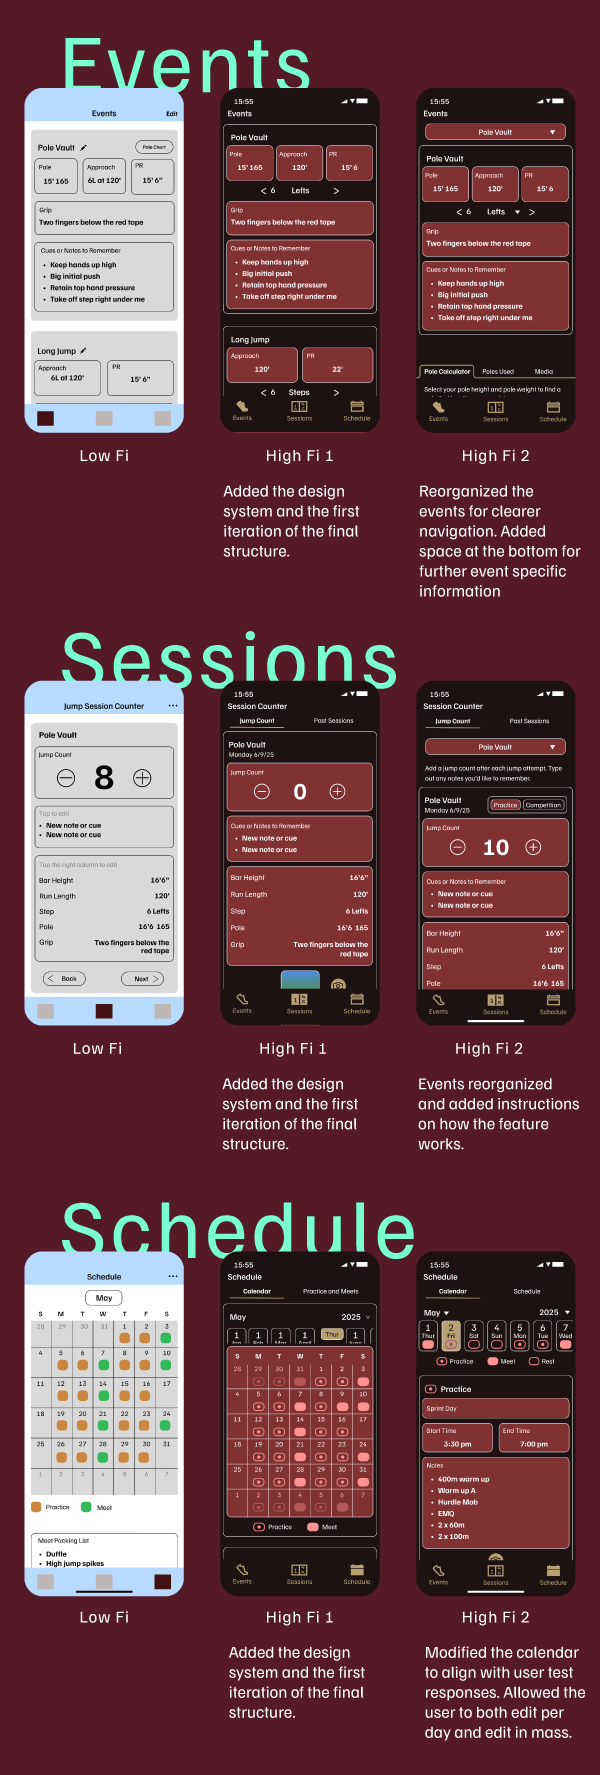 Events
Events Edit
Pole Vault Pole Chart
Pole Approach PR
15' 165 6L at 120' 15' 6"
Grip
Two fingers below the red tape
Cues or Notes to Remember
• Keep hands up high
• Big initial push
• Retain top hand pressure
• Take off step right under me
Long Jump
Approach PR
6L at 120' 15' 6"
15:55
Events
Pole Vault
Pole Approach PR
15' 165 120' 15' 6
< 6 Lefts >
Grip
Two fingers below the red tape
Cues or Notes to Remember
• Keep hands up high
• Big initial push
• Retain top hand pressure
• Take off step right under me
Long Jump
Approach PR
120' 22'
< 6 Steps >
Events Sessions Schedule
15:55
Events
Pole Vault
Pole Vault
Pole Approach PR
15' 165 120' 15' 6
< 6 Lefts >
Grip
Two fingers below the red tape
Cues or Notes to Remember
• Keep hands up high
• Big initial push
• Retain top hand pressure
• Take off step right under me
Pole Calculator Poles Used Media
Select your pole height and pole weight to find a
Events Sessions Schedule
Low Fi
High Fi 1
High Fi 2
Added the design
system and the first
iteration of the final
structure.
Reorganized the
events for clearer
navigation. Added
space at the bottom for
further event specific
information
Sessions
Jump Session Counter
Pole Vault
Jump Count
8
Tap to edit
• New note or cue
• New note or cue
Tap the right column to edit
Bar Height 16'6"
Run Length 120'
Step 6 Lefts
Pole 16'6 165
Grip Two fingers below the
red tape
< Back Next >
15:55
Session Counter
Jump Count Past Sessions
Pole Vault
Monday 6/9/25
Jump Count
0
Cues or Notes to Remember
• New note or cue
• New note or cue
Bar Height 16'6"
Run Length 120'
Step 6 Lefts
Pole 16'6 165
Grip Two fingers below the
red tape
Events Sessions Schedule
15:55
Session Counter
Jump Count Past Sessions
Pole Vault
Add a jump count after each jump attempt. Type
out any notes you'd like to remember.
Pole Vault Practice Competition
Monday 6/9/25
Jump Count
10
Cues or Notes to Remember
• New note or cue
• New note or cue
Bar Height 16'6"
Run Length 120'
Step 6 Lefts
Pole 16'6 165
Events Sessions Schedule
Low Fi
High Fi 1
High Fi 2
Added the design
system and the first
iteration of the final
structure.
Events reorganized
and added instructions
on how the feature
works.
Schedule
Schedule
May
S M T W T F S
28 29 30 31 1 2 3
4 5 6 7 8 9 10
11 12 13 14 15 16 17
18 19 20 21 22 23 24
25 26 27 28 29 30 31
1 2 3 4 5 6 7
Practice Meet
Meet Packing List
• Duffle
• High jump spikes
15:55
Schedule
Calendar Practice and Meets
May 2025
1 1 1 1 Thur 1 1
S M T W T F S
28 29 30 31 1 2 3
4 5 6 7 8 9 10
11 12 13 14 15 16 17
18 19 20 21 22 23 24
25 26 27 28 29 30 31
1 2 3 4 5 6 7
Practice Meet
Events Sessions Schedule
15:55
Schedule
Calendar Schedule
May 2025
1 2 3 4 5 6 7
Thur Fri Sat Sun Mon Tue Wed
Practice Meet Rest
Practice
Sprint Day
Start Time End Time
3:30 pm 7:00 pm
Notes
• 400m warm up
• Warm up A
• Hurdle Mob
• EMQ
• 2 x 60m
• 2 x 100m
Events Sessions Schedule
Low Fi
High Fi 1
High Fi 2
Added the design
system and the first
iteration of the final
structure.
Modified the calendar
to align with user test
responses. Allowed the
user to both edit per
day and edit in mass.